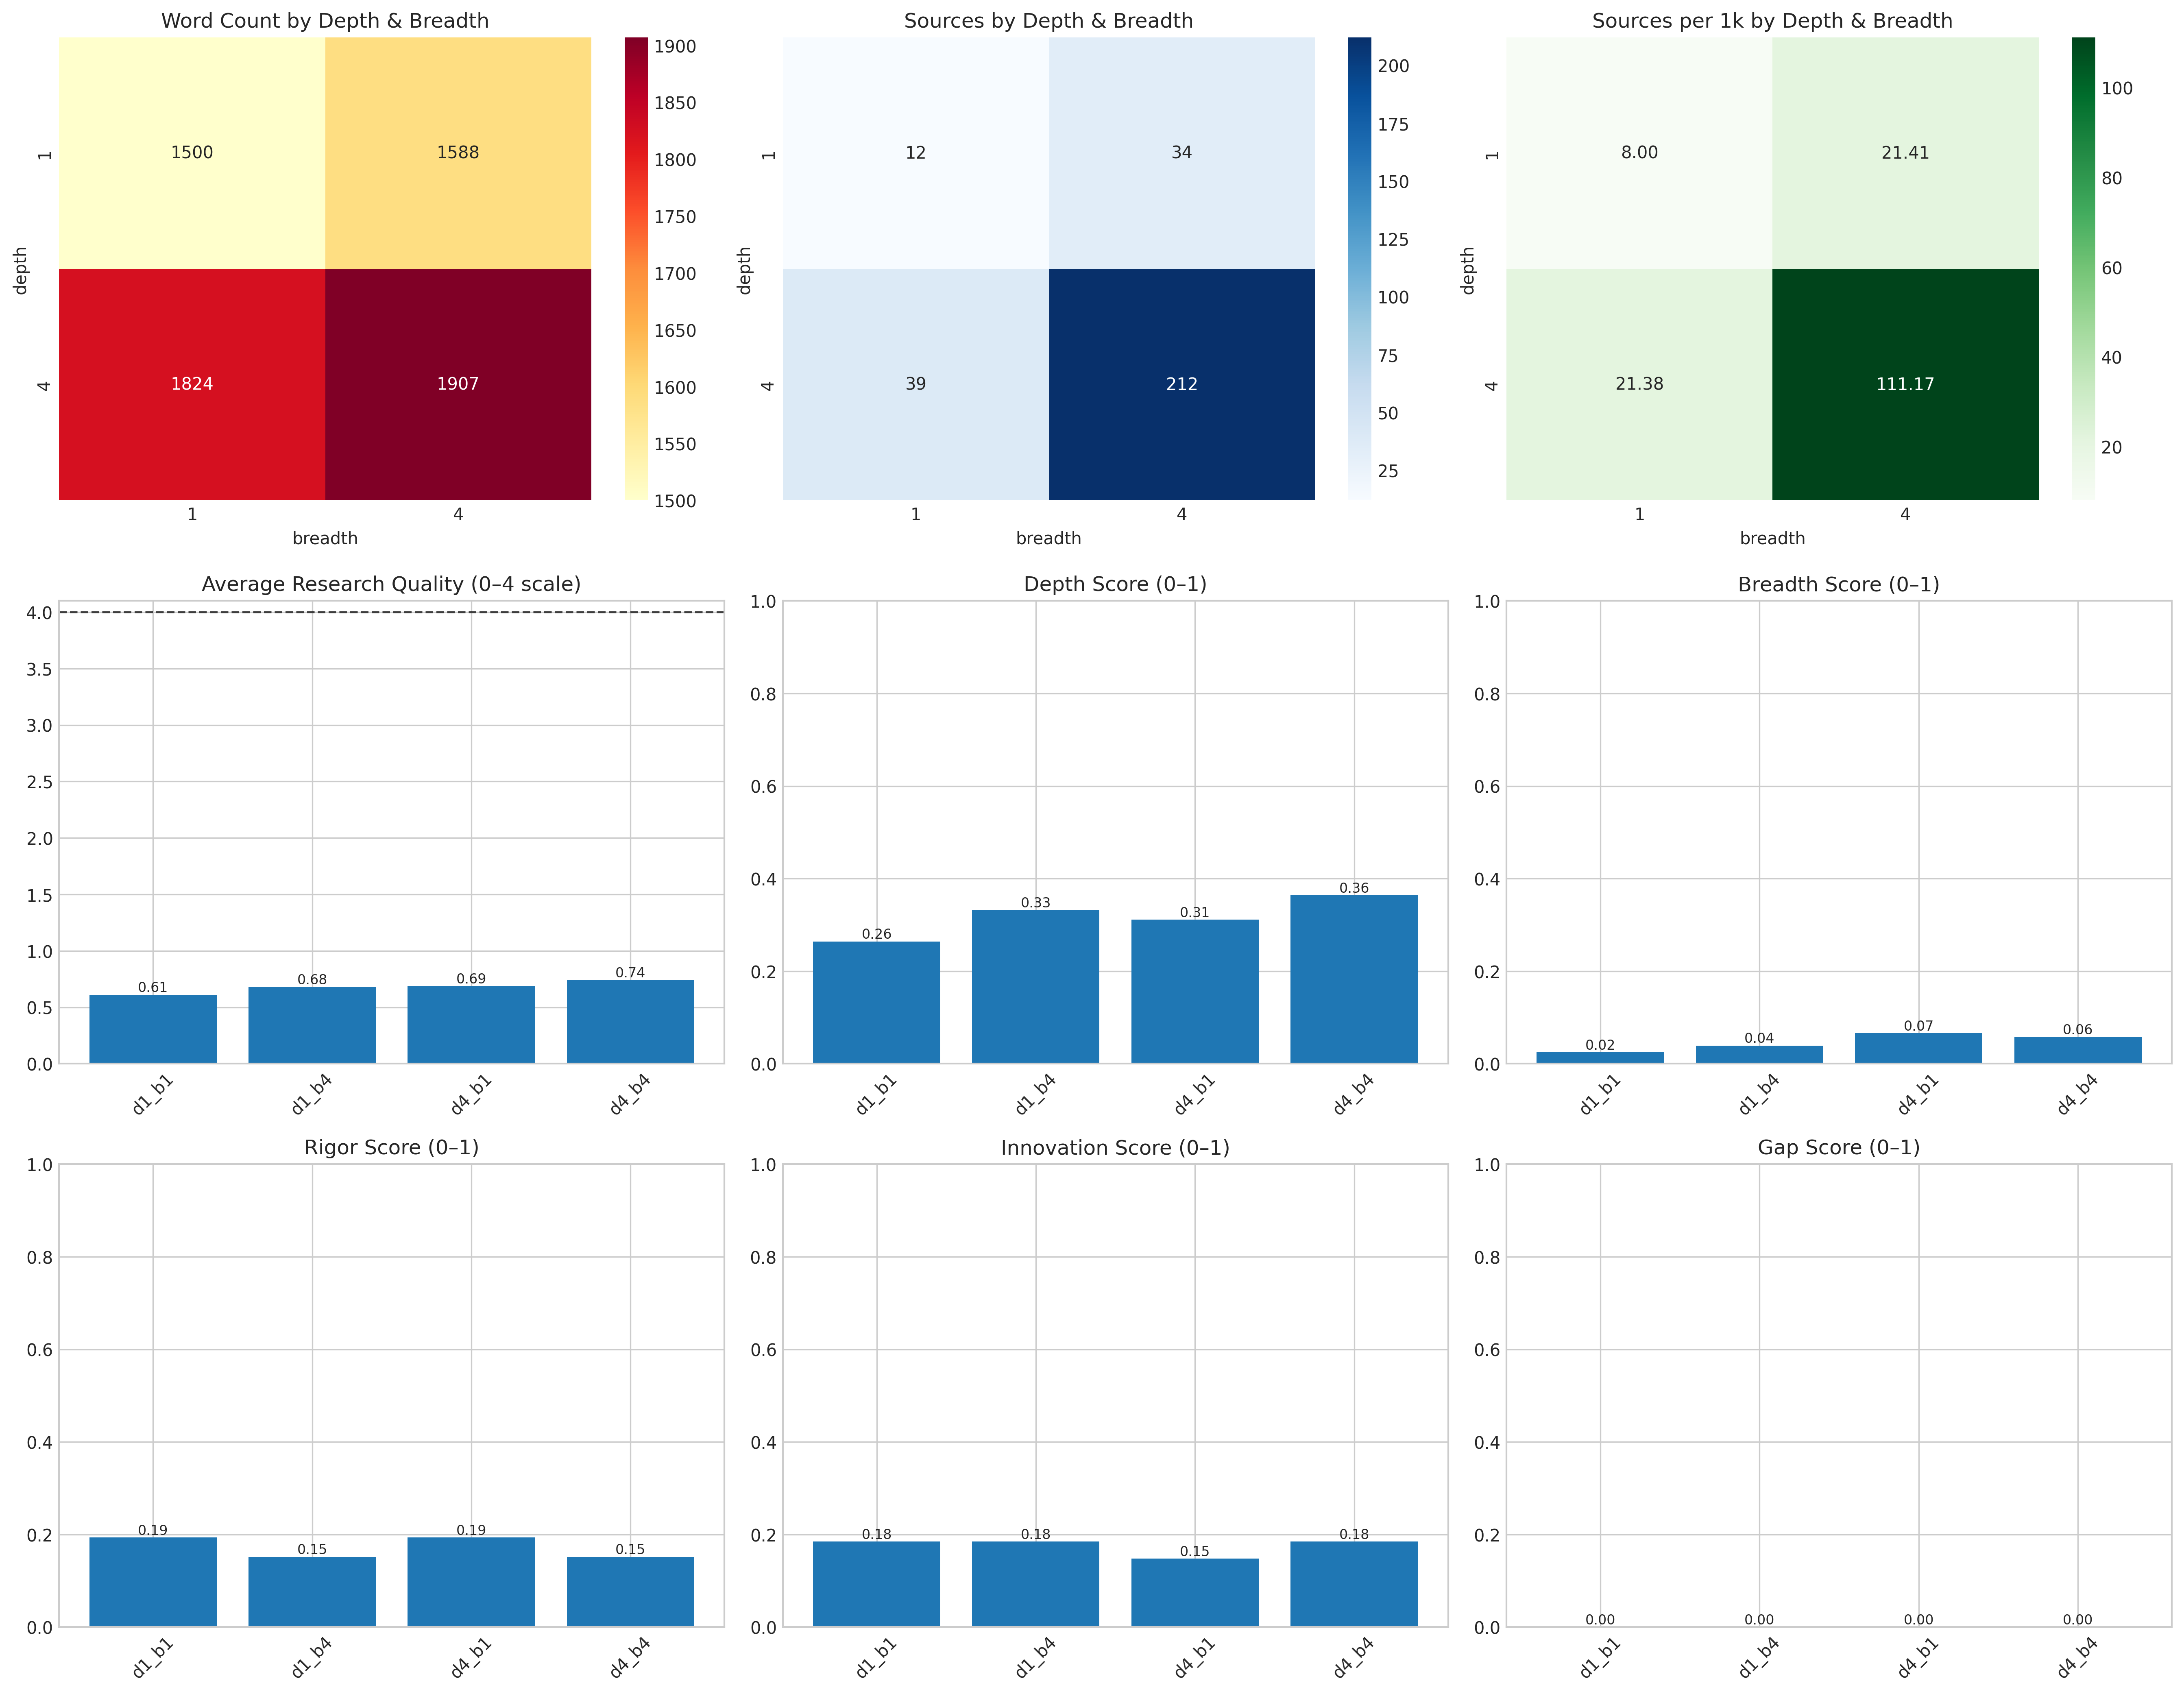 Word Count by Depth & Breadth
1500 1588
1824 1907
1
4
depth
1 4
breadth
1900
1850
1800
1750
1700
1650
1600
1550
1500
Sources by Depth & Breadth
12 34
39 212
1
4
depth
1 4
breadth
200
175
150
125
100
75
50
25
Sources per 1k by Depth & Breadth
8.00 21.41
21.38 111.17
1
4
depth
1 4
breadth
100
80
60
40
20
Average Research Quality (0–4 scale)
4.0
3.5
3.0
2.5
2.0
1.5
1.0
0.5
0.0
0.61 0.68 0.69 0.74
d1_b1 d1_b4 d4_b1 d4_b4
Depth Score (0–1)
1.0
0.8
0.6
0.4
0.2
0.0
0.26 0.33 0.31 0.36
d1_b1 d1_b4 d4_b1 d4_b4
Breadth Score (0–1)
1.0
0.8
0.6
0.4
0.2
0.0
0.02 0.04 0.07 0.06
d1_b1 d1_b4 d4_b1 d4_b4
Rigor Score (0–1)
1.0
0.8
0.6
0.4
0.2
0.0
0.19 0.15 0.19 0.15
d1_b1 d1_b4 d4_b1 d4_b4
Innovation Score (0–1)
1.0
0.8
0.6
0.4
0.2
0.0
0.18 0.18 0.15 0.18
d1_b1 d1_b4 d4_b1 d4_b4
Gap Score (0–1)
1.0
0.8
0.6
0.4
0.2
0.0
0.00 0.00 0.00 0.00
d1_b1 d1_b4 d4_b1 d4_b4